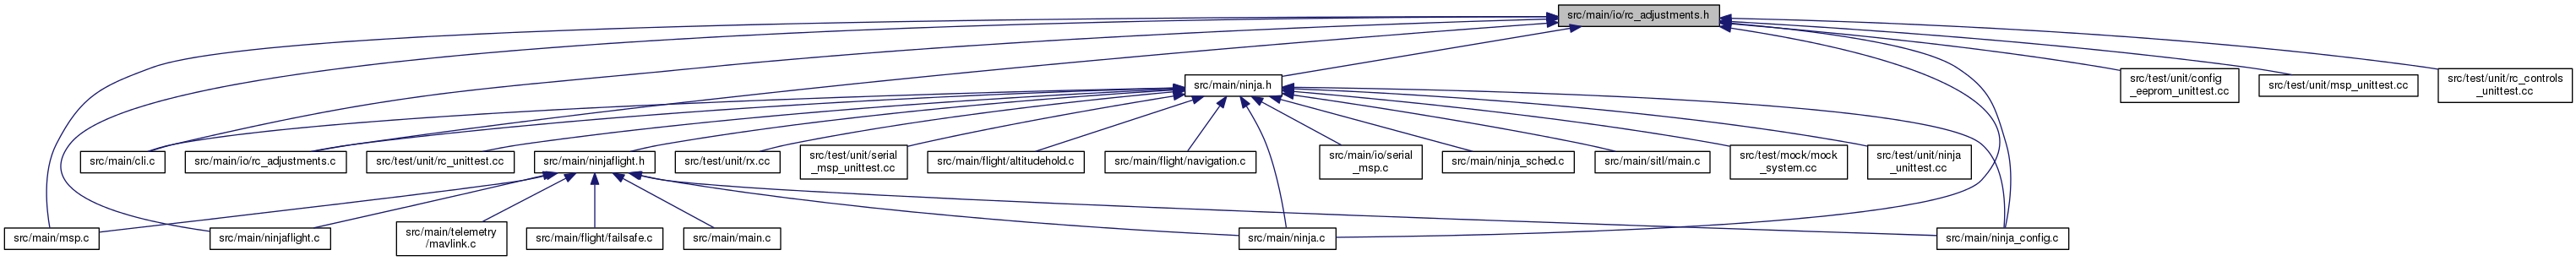 src/main/io/rc_adjustments.h
src/main/ninja.h
src/test/unit/config
_eeprom_unittest.cc
src/test/unit/msp_unittest.cc
src/test/unit/rc_controls
_unittest.cc
src/main/cli.c
src/main/io/rc_adjustments.c
src/test/unit/rc_unittest.cc
src/main/ninjaflight.h
src/test/unit/rx.cc
src/test/unit/serial
_msp_unittest.cc
src/main/flight/altitudehold.c
src/main/flight/navigation.c
src/main/io/serial
_msp.c
src/main/ninja_sched.c
src/main/sitl/main.c
src/test/mock/mock
_system.cc
src/test/unit/ninja
_unittest.cc
src/main/msp.c
src/main/ninjaflight.c
src/main/telemetry
/mavlink.c
src/main/flight/failsafe.c
src/main/main.c
src/main/ninja.c
src/main/ninja_config.c